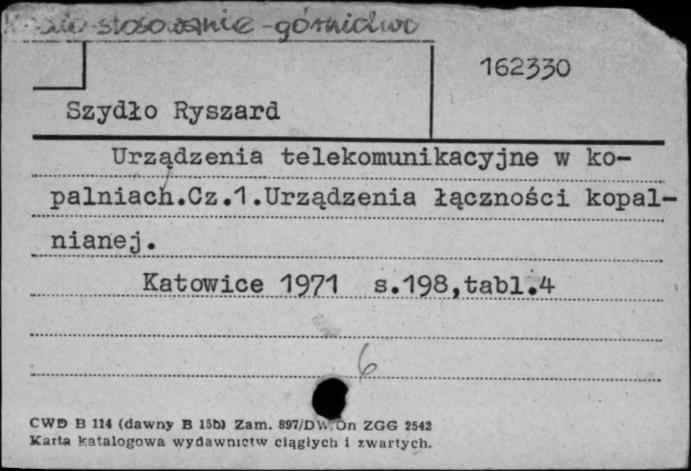 stosowanie - górnictwo
162330
Szydło Ryszard
Urządzenia telekomunikacyjne w ko-
palniach.Cz.1.Urządzenia łączności kopal-
nianej.
Katowice 1971 s.198,tabl.4
6
CWD B 114 (dawny B 15b) Zam. 897/DW.On ZGG 2542
Karta katalogowa wydawnictw ciągłych i zwartych.